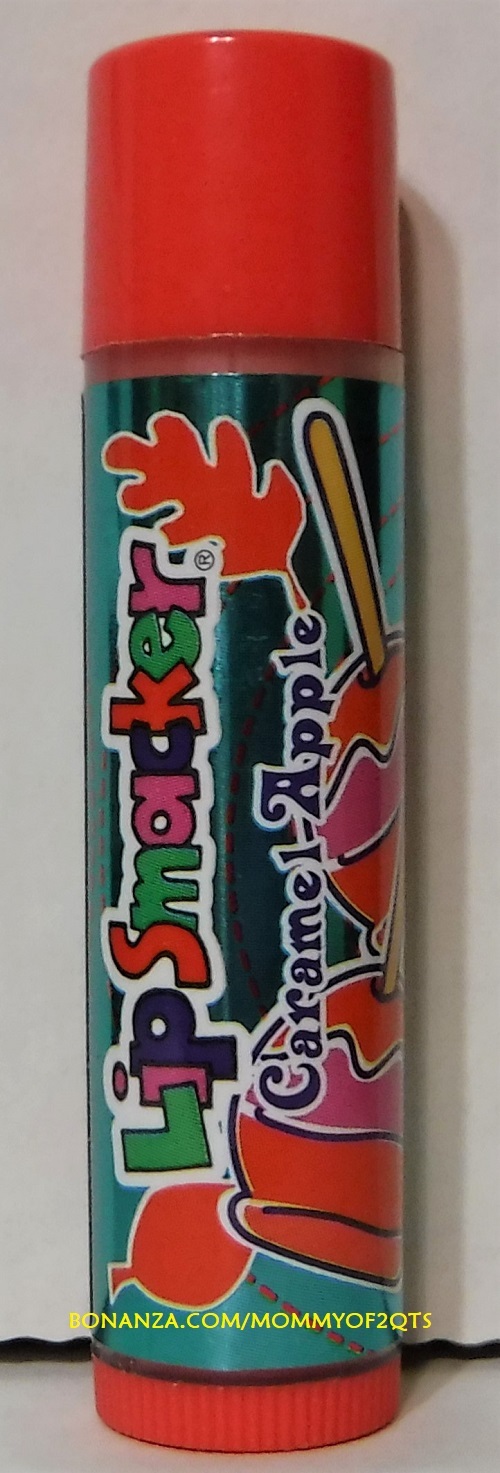 Lip Smacker®
Caramel Apple
BONANZA.COM/MOMMYOF2QTS